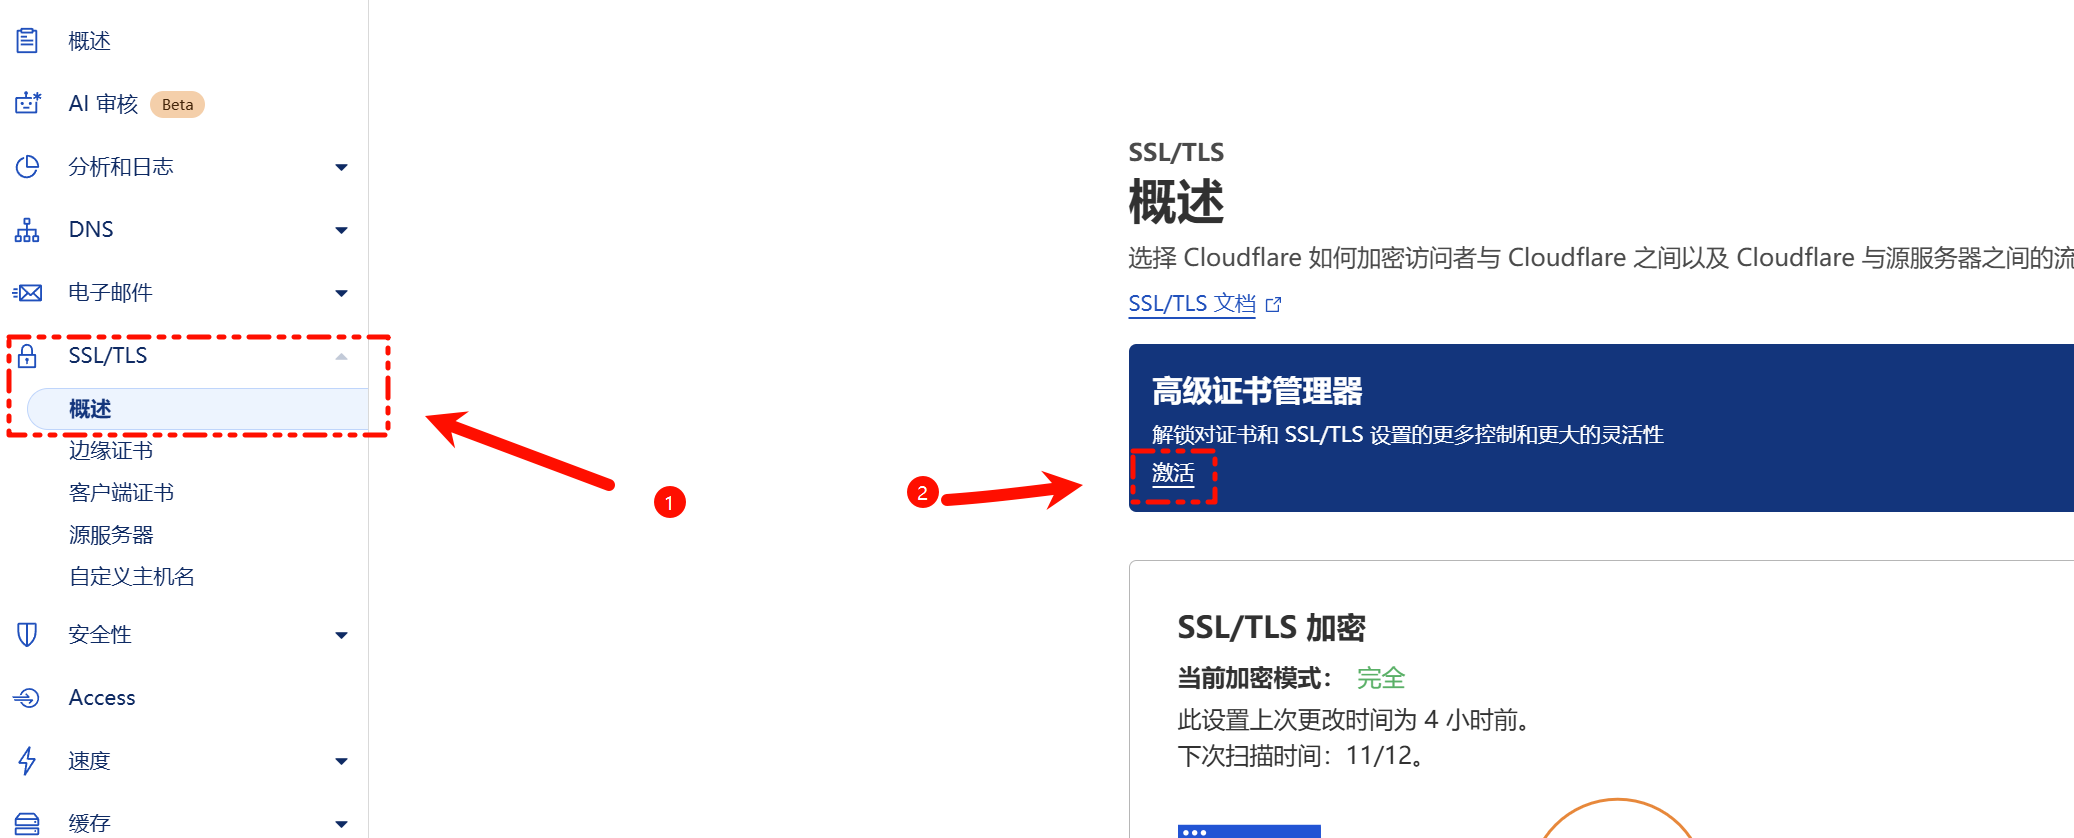 概述
AI 审核 Beta
分析和日志
DNS
电子邮件
SSL/TLS
概述
边缘证书
客户端证书
源服务器
自定义主机名
安全性
Access
速度
缓存
1
2
SSL/TLS
概述
选择 Cloudflare 如何加密访问者与 Cloudflare 之间以及 Cloudflare 与源服务器之间的流
SSL/TLS 文档
高级证书管理器
解锁对证书和 SSL/TLS 设置的更多控制和更大的灵活性
激活
SSL/TLS 加密
当前加密模式： 完全
此设置上次更改时间为 4 小时前。
下次扫描时间：11/12。